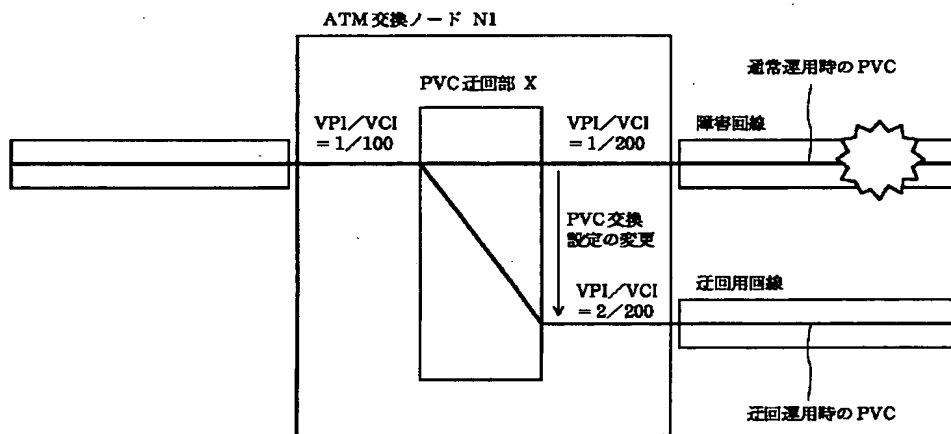 ATM交換ノード N1
通常運用時のPVC
PVC迂回部 X
VPI/VCI
=1/100
VPI/VCI
=1/200
障害回線
PVC交換
設定の変更
VPI/VCI
=2/200
迂回用回線
迂回運用時のPVC